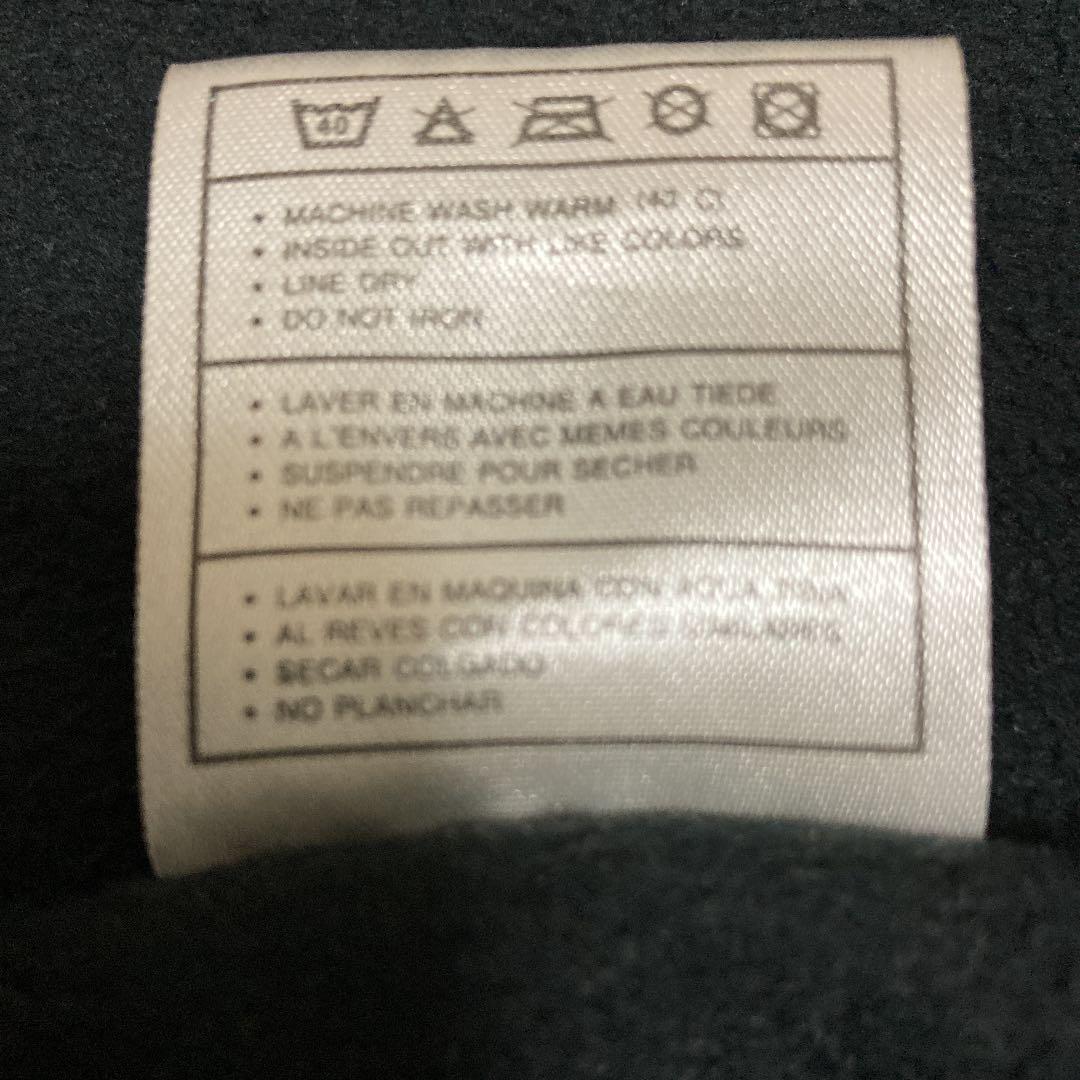 40
• MACHINE WASH WARM (40 C)
• INSIDE OUT WITH LIKE COLORS
• LINE DRY
• DO NOT IRON
• LAVER EN MACHINE A EAU TIEDE
• A L'ENVERS AVEC MEMES COULEURS
• SUSPENDRE POUR SECHER
• NE PAS REPASSER
• LAVAR EN MAQUINA CON
• AL REVES CON COLORES
• SECAR COLGADO
• NO PLANCHAR